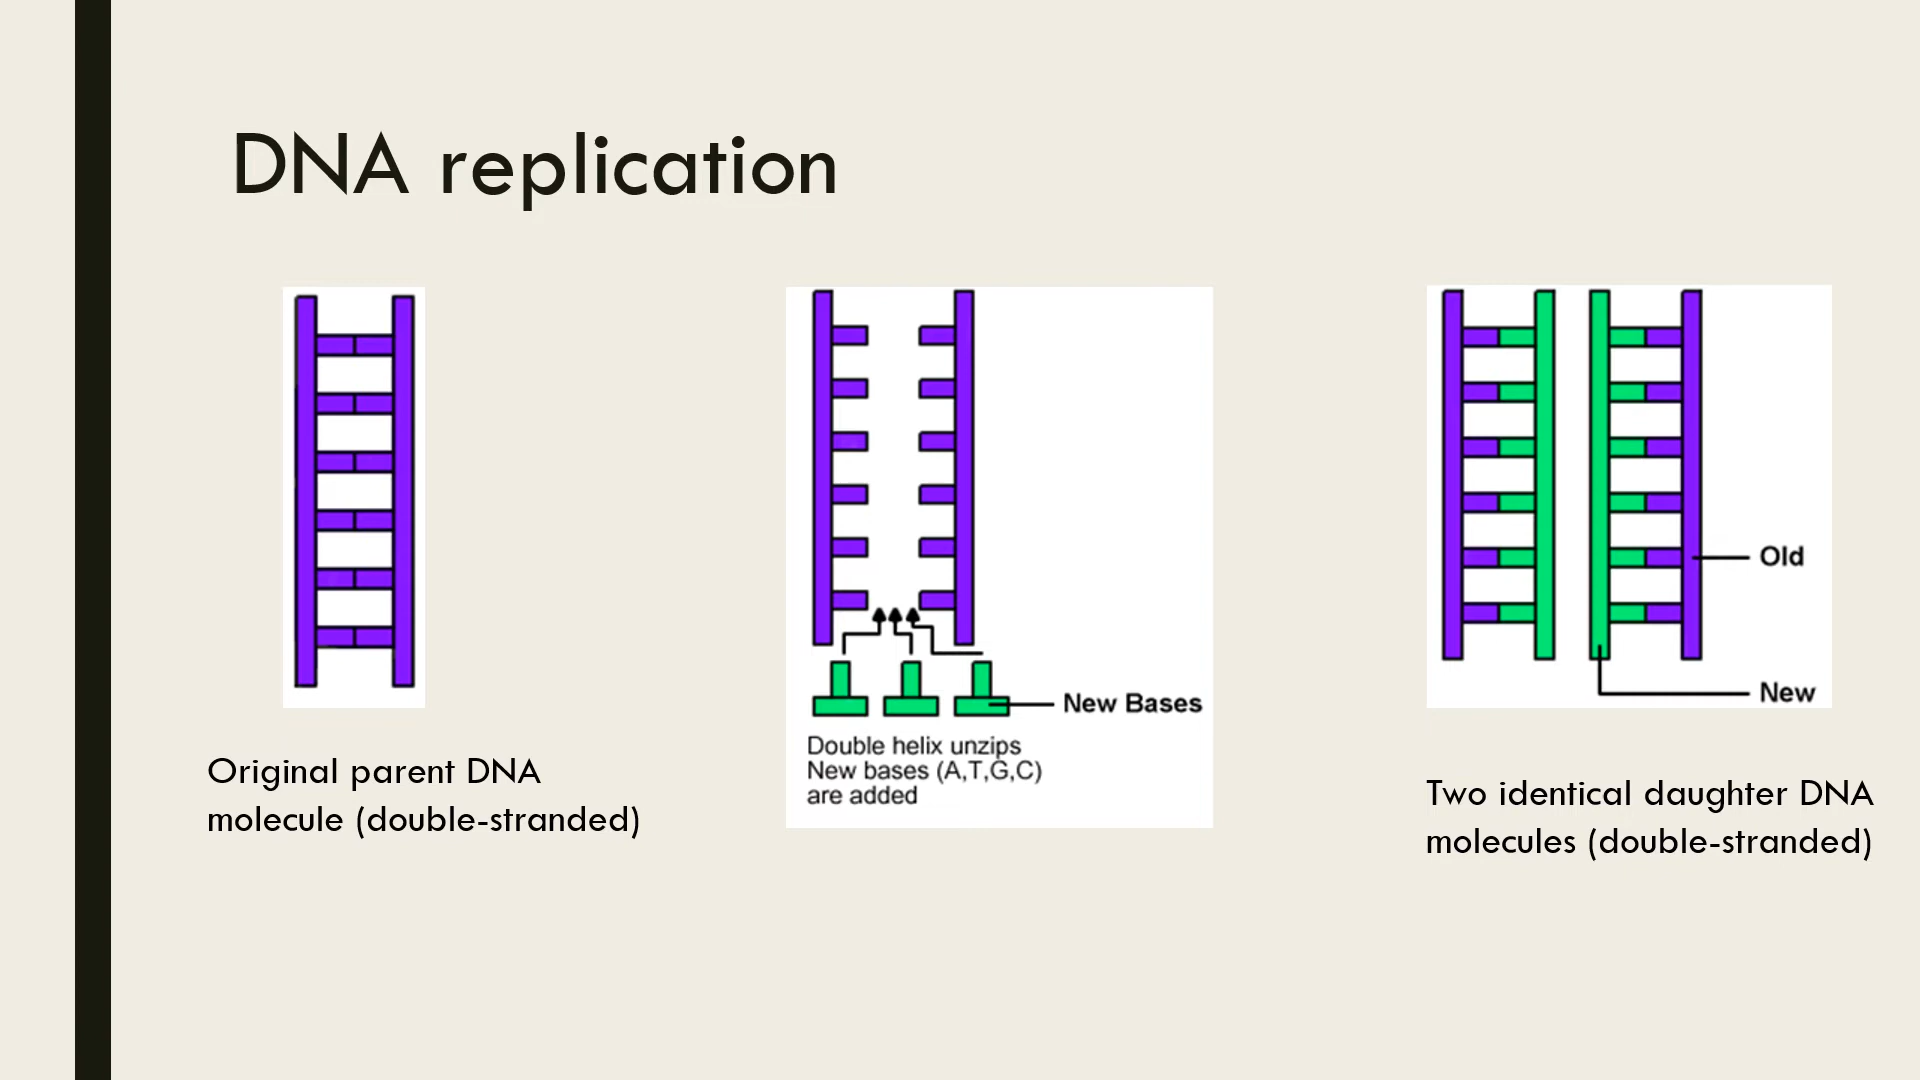 DNA replication
Original parent DNA
molecule (double-stranded)
New Bases
Double helix unzips
New bases (A,T,G,C)
are added
Old
New
Two identical daughter DNA
molecules (double-stranded)